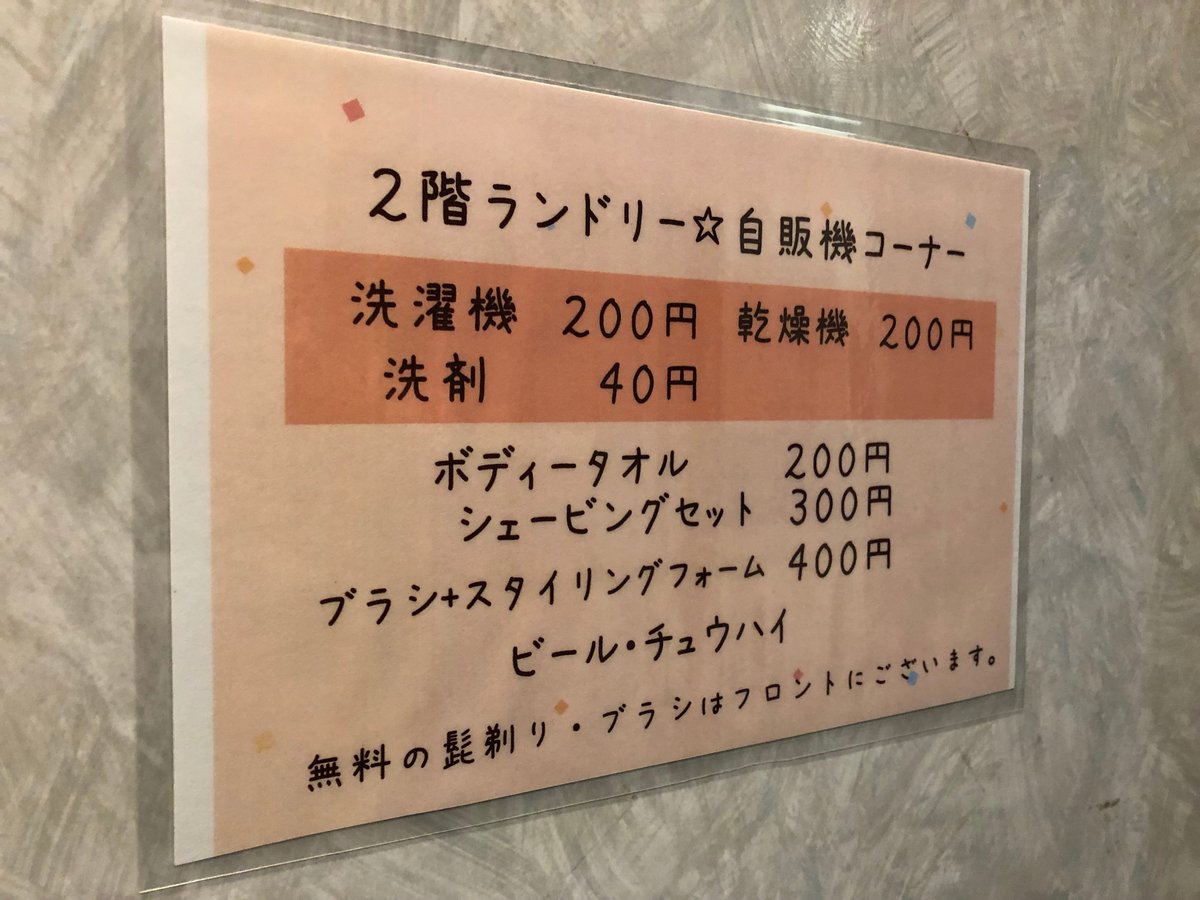 2階ランドリー☆自販機コーナー
洗濯機 200円 乾燥機 200円
洗剤 40円
ボディータオル 200円
シェービングセット 300円
ブラシ+スタイリングフォーム 400円
ビール・チュウハイ
無料の髭剃り・ブラシはフロントにございます。